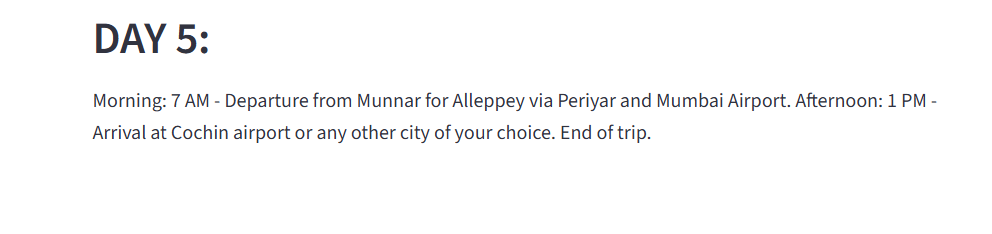 DAY 5:
Morning: 7 AM - Departure from Munnar for Alleppey via Periyar and Mumbai Airport. Afternoon: 1 PM -
Arrival at Cochin airport or any other city of your choice. End of trip.